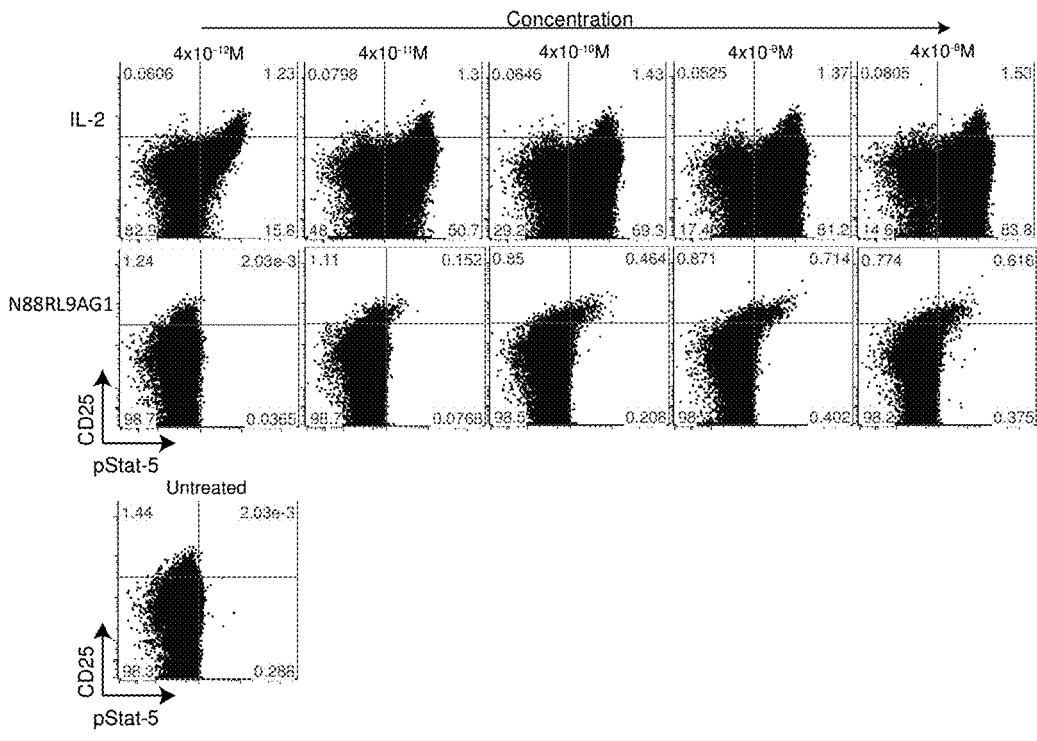 Concentration
4x10⁻¹²M 4x10⁻¹¹M 4x10⁻¹⁰M 4x10⁻⁹M 4x10⁻⁸M
0.0606 1.23 0.0798 1.3 0.0646 1.43 0.0525 1.37 0.0805 1.53
IL-2
82.9 15.8 48 50.7 29.2 69.3 17.4 81.2 14.6 83.8
1.24 2.03e-3 1.11 0.152 0.85 0.464 0.671 0.714 0.774 0.616
N88RL9AG1
98.7 0.0365 98.7 0.0768 98.5 0.208 98. 0.402 98.2 0.375
CD25
pStat-5
Untreated
1.44 2.03e-3
98.3 0.288
CD25
pStat-5